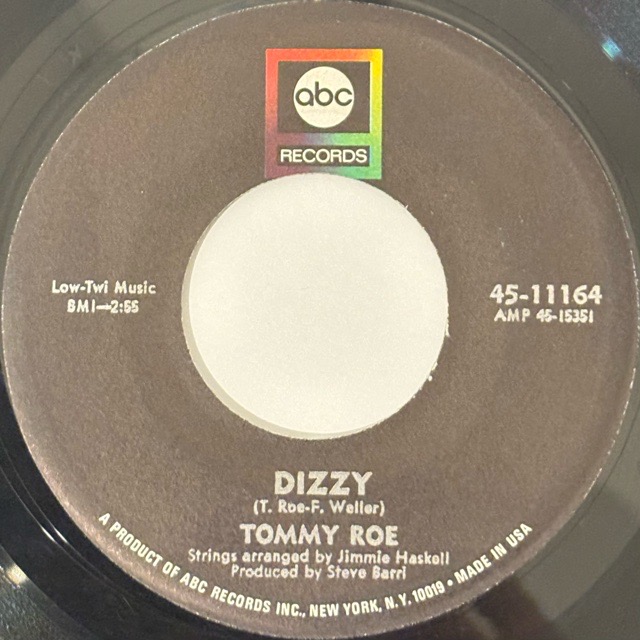 abc
RECORDS
Low-Twi Music
BMI—2:55
45-11164
AMP 45-15351
DIZZY
(T. Roe-F. Weller)
TOMMY ROE
Strings arranged by Jimmie Haskell
Produced by Steve Barri
A PRODUCT OF ABC RECORDS INC., NEW YORK, N.Y. 10019 • MADE IN USA